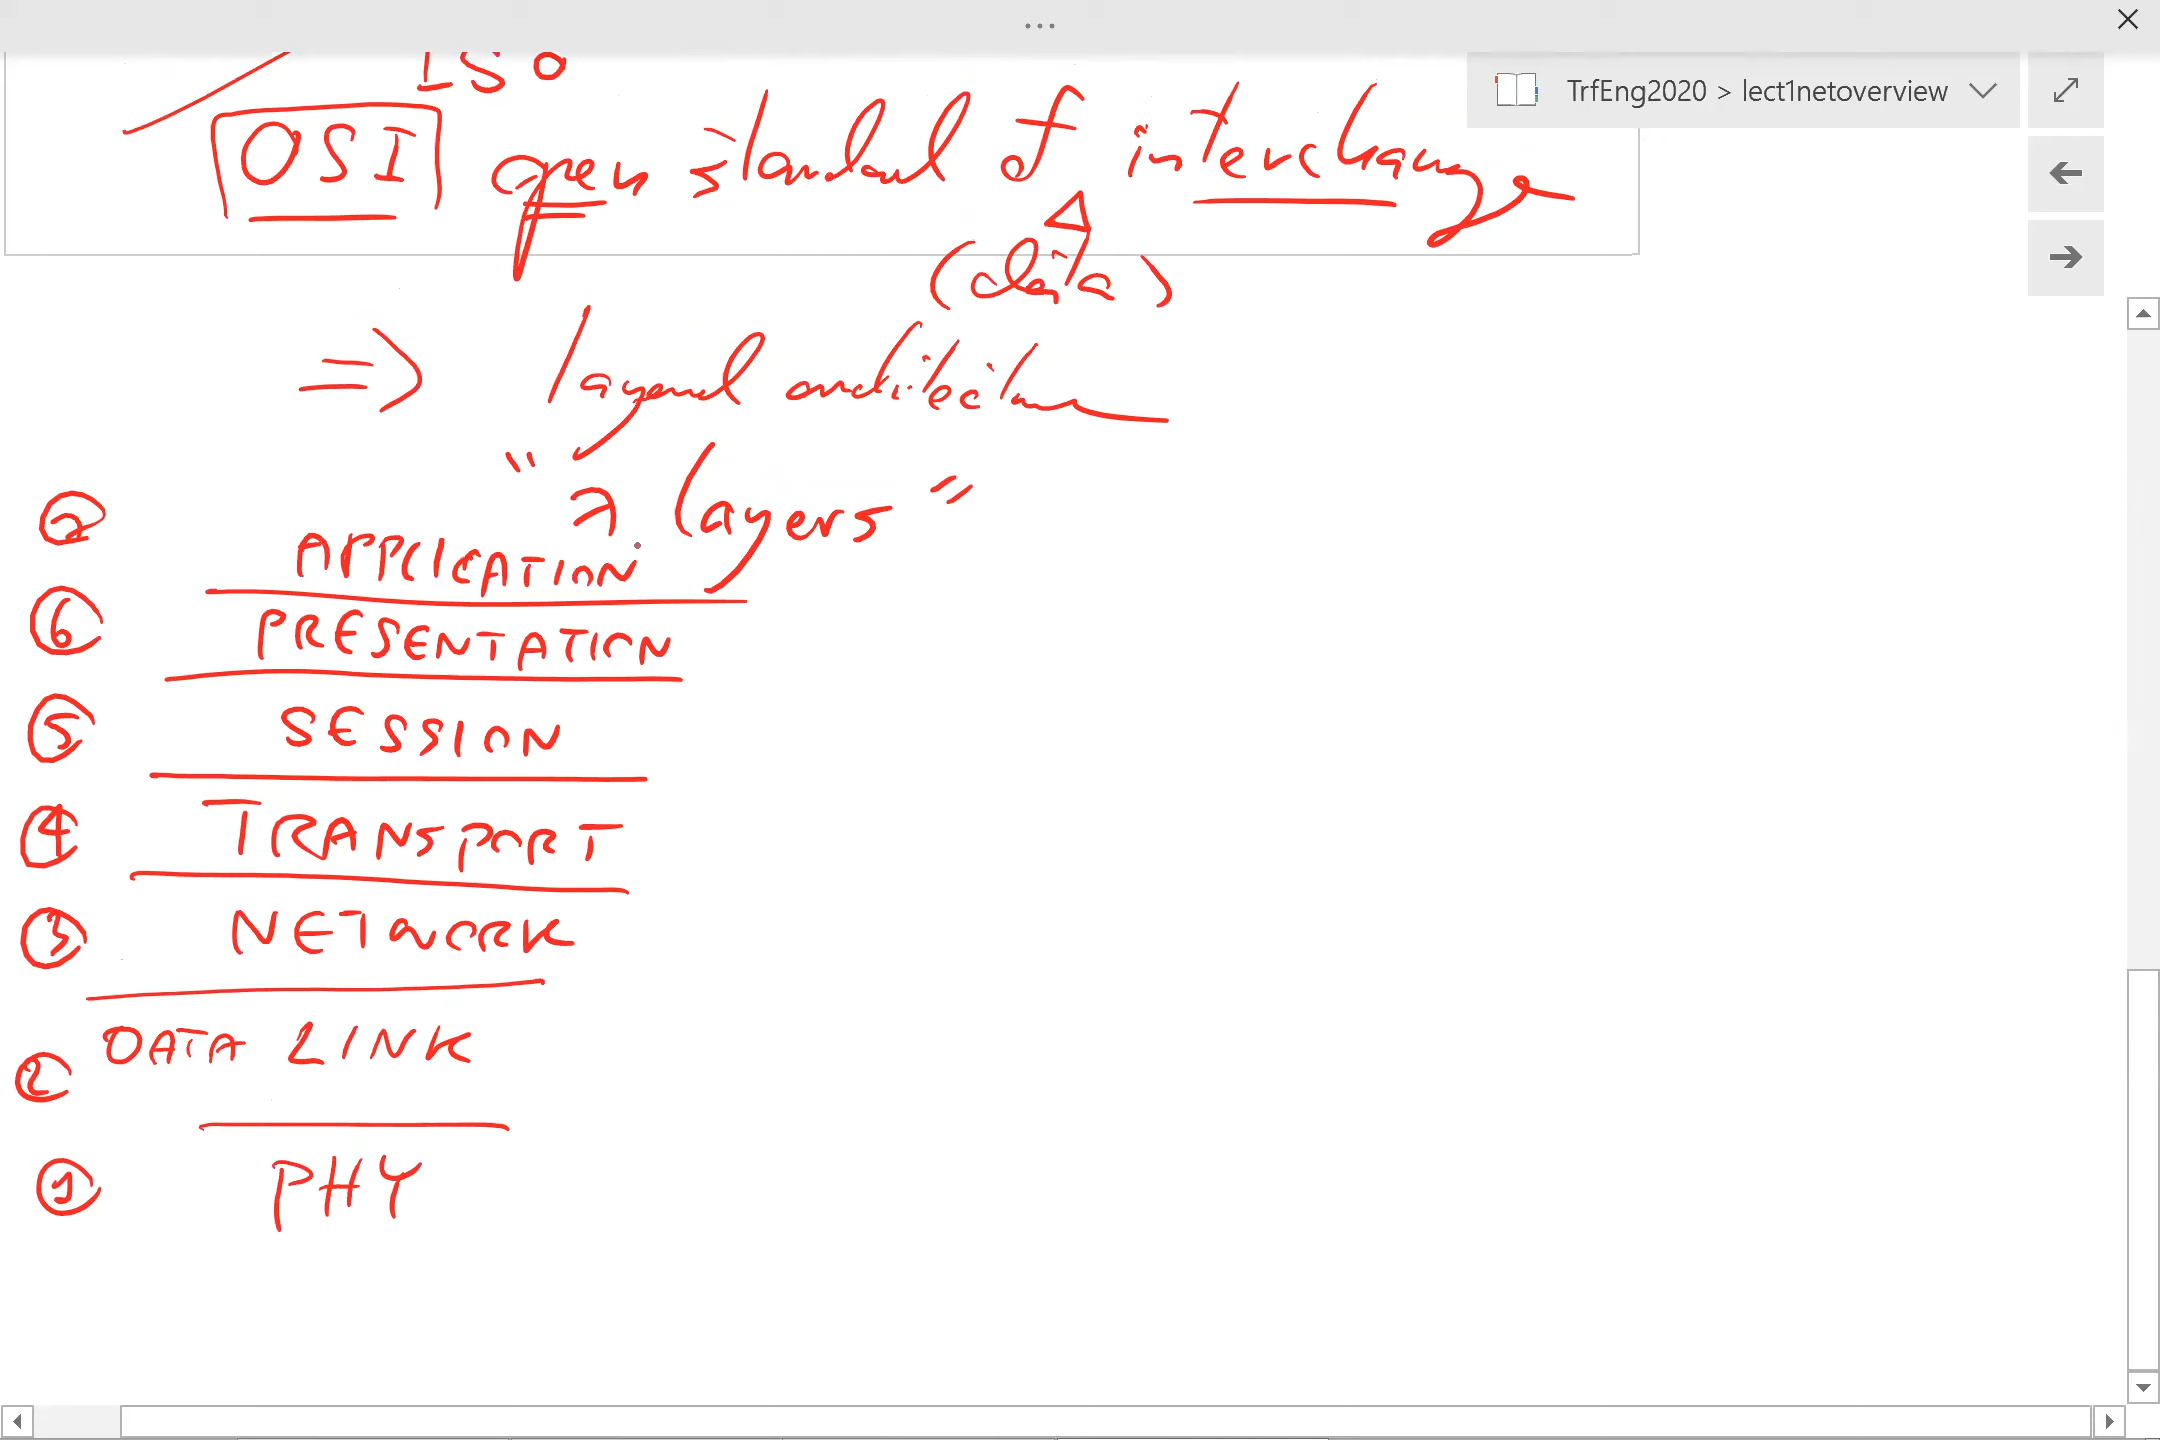 ...
ISO
TrfEng2020 > lect1netoverview
OSI open standard of interchange
(data)
⇒ layered architecture
" 7 layers "
⑦ APPLICATION
⑥ PRESENTATION
⑤ SESSION
④ TRANSPORT
③ NETWORK
② DATA LINK
① PHY